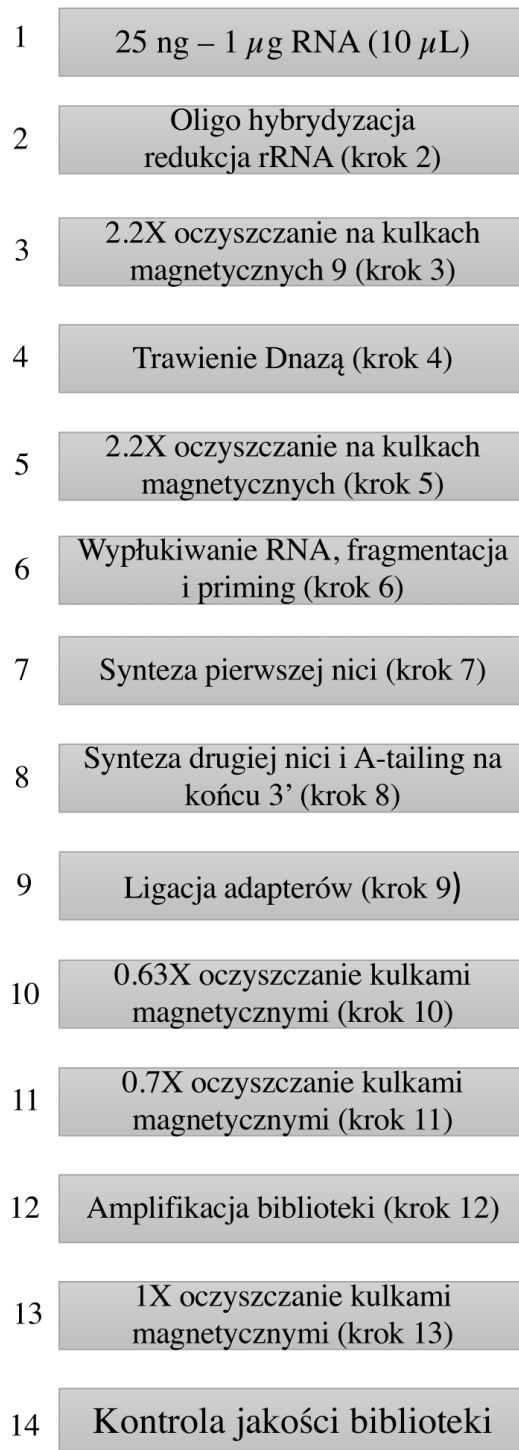 1
25 ng – 1 µg RNA (10 µL)
2
Oligo hybrydyzacja
redukcja rRNA (krok 2)
3
2.2X oczyszczanie na kulkach
magnetycznych 9 (krok 3)
4
Trawienie Dnazą (krok 4)
5
2.2X oczyszczanie na kulkach
magnetycznych (krok 5)
6
Wypłukiwanie RNA, fragmentacja
i priming (krok 6)
7
Synteza pierwszej nici (krok 7)
8
Synteza drugiej nici i A-tailing na
końcu 3’ (krok 8)
9
Ligacja adapterów (krok 9)
10
0.63X oczyszczanie kulkami
magnetycznymi (krok 10)
11
0.7X oczyszczanie kulkami
magnetycznymi (krok 11)
12
Amplifikacja biblioteki (krok 12)
13
1X oczyszczanie kulkami
magnetycznymi (krok 13)
14
Kontrola jakości biblioteki